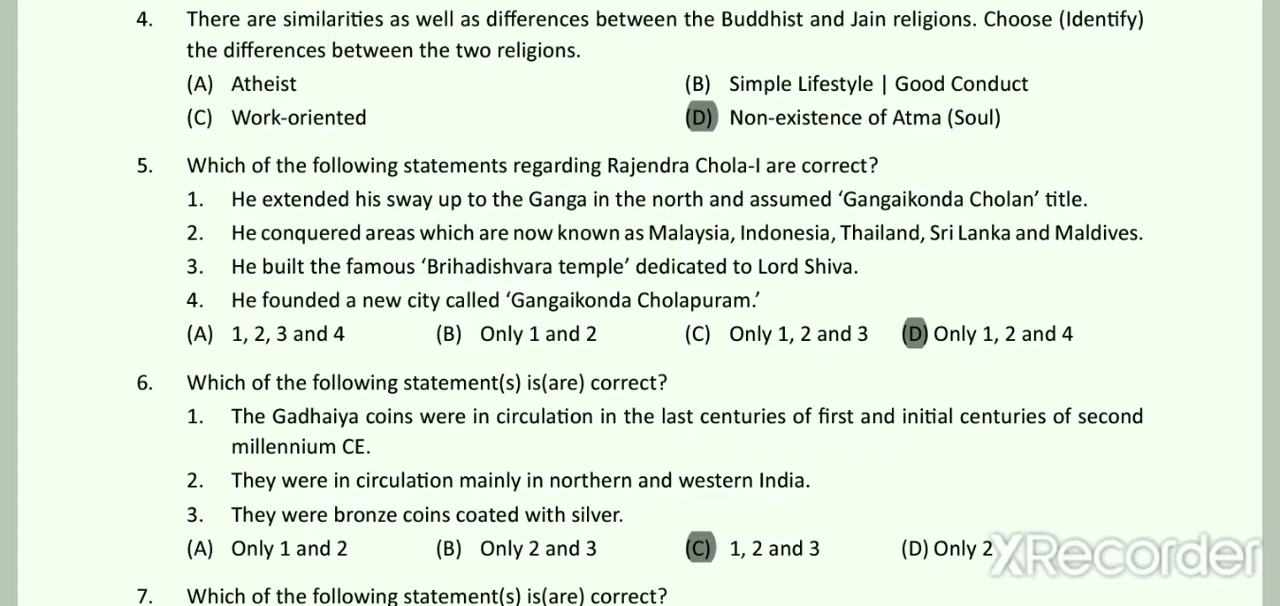 4. There are similarities as well as differences between the Buddhist and Jain religions. Choose (Identify)
the differences between the two religions.
(A) Atheist (B) Simple Lifestyle | Good Conduct
(C) Work-oriented (D) Non-existence of Atma (Soul)
5. Which of the following statements regarding Rajendra Chola-I are correct?
1. He extended his sway up to the Ganga in the north and assumed ‘Gangaikonda Cholan’ title.
2. He conquered areas which are now known as Malaysia, Indonesia, Thailand, Sri Lanka and Maldives.
3. He built the famous ‘Brihadishvara temple’ dedicated to Lord Shiva.
4. He founded a new city called ‘Gangaikonda Cholapuram.’
(A) 1, 2, 3 and 4 (B) Only 1 and 2 (C) Only 1, 2 and 3 (D) Only 1, 2 and 4
6. Which of the following statement(s) is(are) correct?
1. The Gadhaiya coins were in circulation in the last centuries of first and initial centuries of second
millennium CE.
2. They were in circulation mainly in northern and western India.
3. They were bronze coins coated with silver.
(A) Only 1 and 2 (B) Only 2 and 3 (C) 1, 2 and 3 (D) Only 2
XRecorder
7. Which of the following statement(s) is(are) correct?